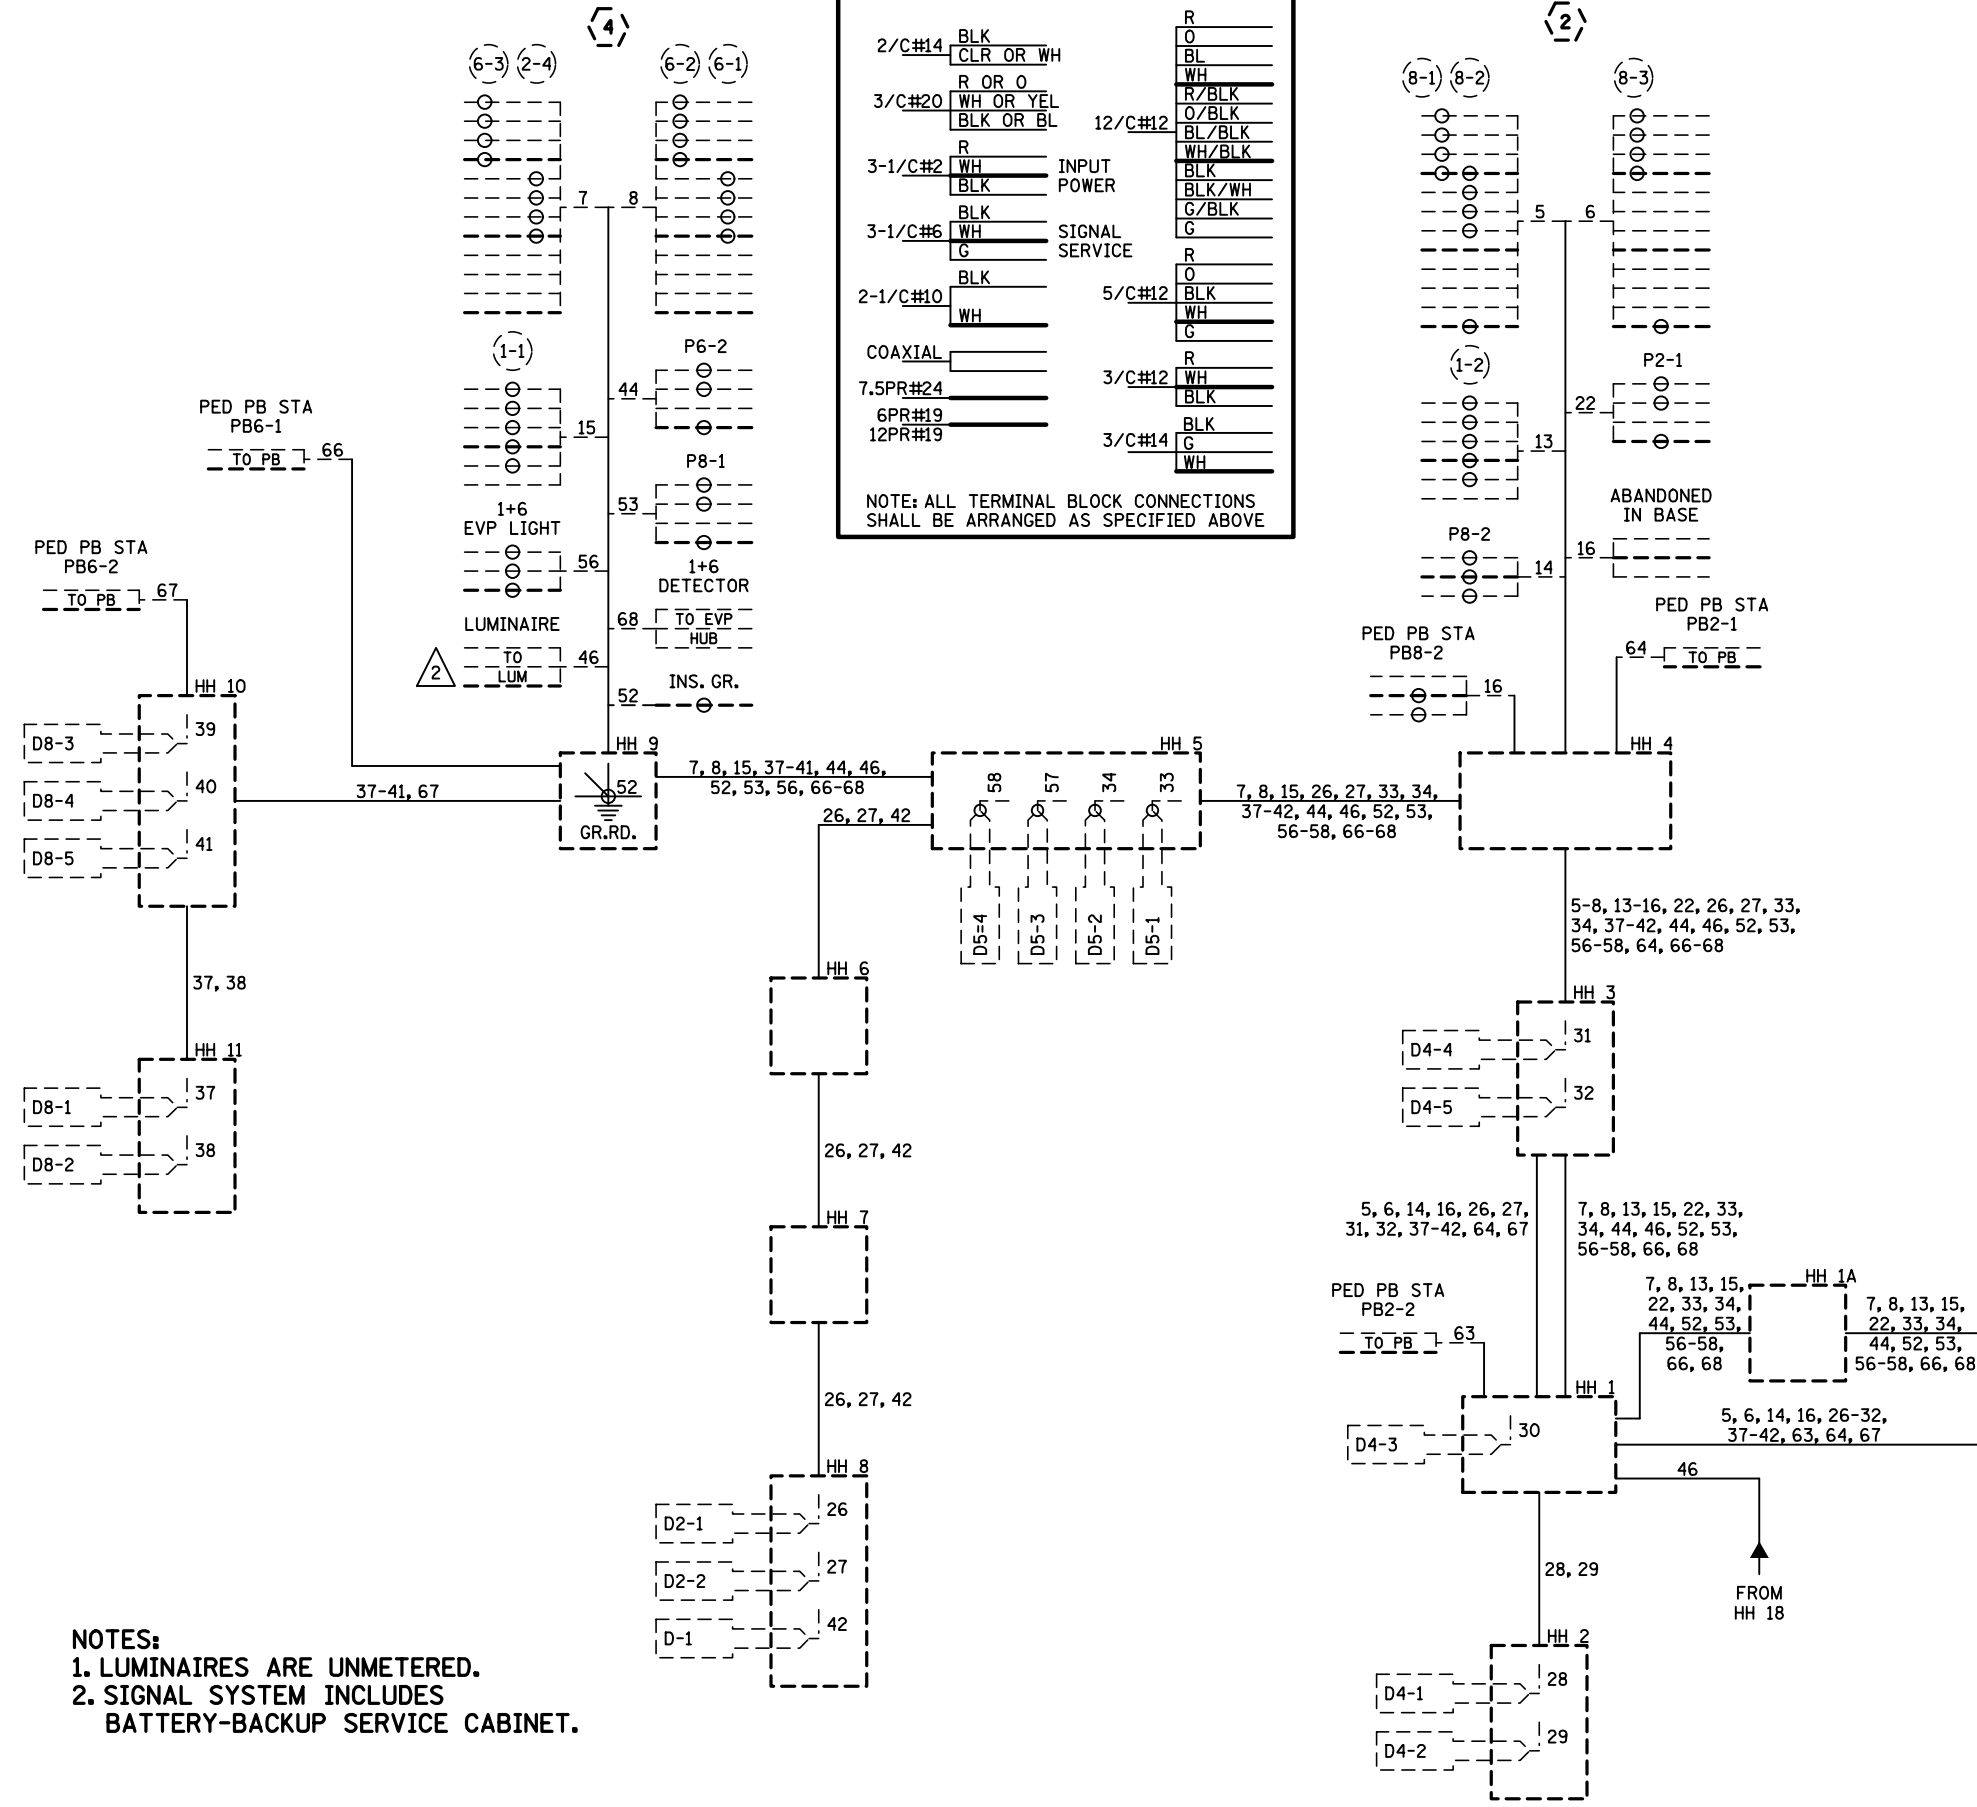 4
6-3
2-4
6-2
6-1
7
8
1-1
15
P6-2
44
P8-1
53
1+6
EVP LIGHT
56
1+6
DETECTOR
68
TO EVP
HUB
LUMINAIRE
46
TO
LUM
2
INS. GR.
52
PED PB STA
PB6-1
TO PB
66
PED PB STA
PB6-2
TO PB
67
2/C#14
BLK
CLR OR WH
3/C#20
R OR O
WH OR YEL
BLK OR BL
3-1/C#2
R
WH
BLK
INPUT
POWER
3-1/C#6
BLK
WH
G
SIGNAL
SERVICE
2-1/C#10
BLK
WH
COAXIAL
7.5PR#24
6PR#19
12PR#19
12/C#12
R
O
BL
WH
R/BLK
O/BLK
BL/BLK
WH/BLK
BLK
BLK/WH
G/BLK
G
5/C#12
R
O
BLK
WH
G
3/C#12
R
WH
BLK
3/C#14
BLK
G
WH
NOTE: ALL TERMINAL BLOCK CONNECTIONS
SHALL BE ARRANGED AS SPECIFIED ABOVE
2
8-1
8-2
8-3
5
6
1-2
13
P2-1
22
ABANDONED
IN BASE
16
P8-2
14
PED PB STA
PB8-2
16
PED PB STA
PB2-1
64
TO PB
HH 10
D8-3
39
D8-4
40
D8-5
41
37-41, 67
HH 9
52
GR.RD.
7, 8, 15, 37-41, 44, 46,
52, 53, 56, 66-68
26, 27, 42
HH 5
58
57
34
33
D5=4
D5-3
D5-2
D5-1
7, 8, 15, 26, 27, 33, 34,
37-42, 44, 46, 52, 53,
56-58, 66-68
HH 4
5-8, 13-16, 22, 26, 27, 33,
34, 37-42, 44, 46, 52, 53,
56-58, 64, 66-68
37, 38
HH 11
D8-1
37
D8-2
38
HH 6
26, 27, 42
HH 7
26, 27, 42
HH 8
D2-1
26
D2-2
27
D-1
42
HH 3
D4-4
31
D4-5
32
5, 6, 14, 16, 26, 27,
31, 32, 37-42, 64, 67
7, 8, 13, 15, 22, 33,
34, 44, 46, 52, 53,
56-58, 66, 68
PED PB STA
PB2-2
TO PB
63
HH 1
D4-3
30
7, 8, 13, 15,
22, 33, 34,
44, 52, 53,
56-58,
66, 68
HH 1A
7, 8, 13, 15,
22, 33, 34,
44, 52, 53,
56-58, 66, 68
5, 6, 14, 16, 26-32,
37-42, 63, 64, 67
46
FROM
HH 18
28, 29
HH 2
D4-1
28
D4-2
29
NOTES:
1. LUMINAIRES ARE UNMETERED.
2. SIGNAL SYSTEM INCLUDES
BATTERY-BACKUP SERVICE CABINET.